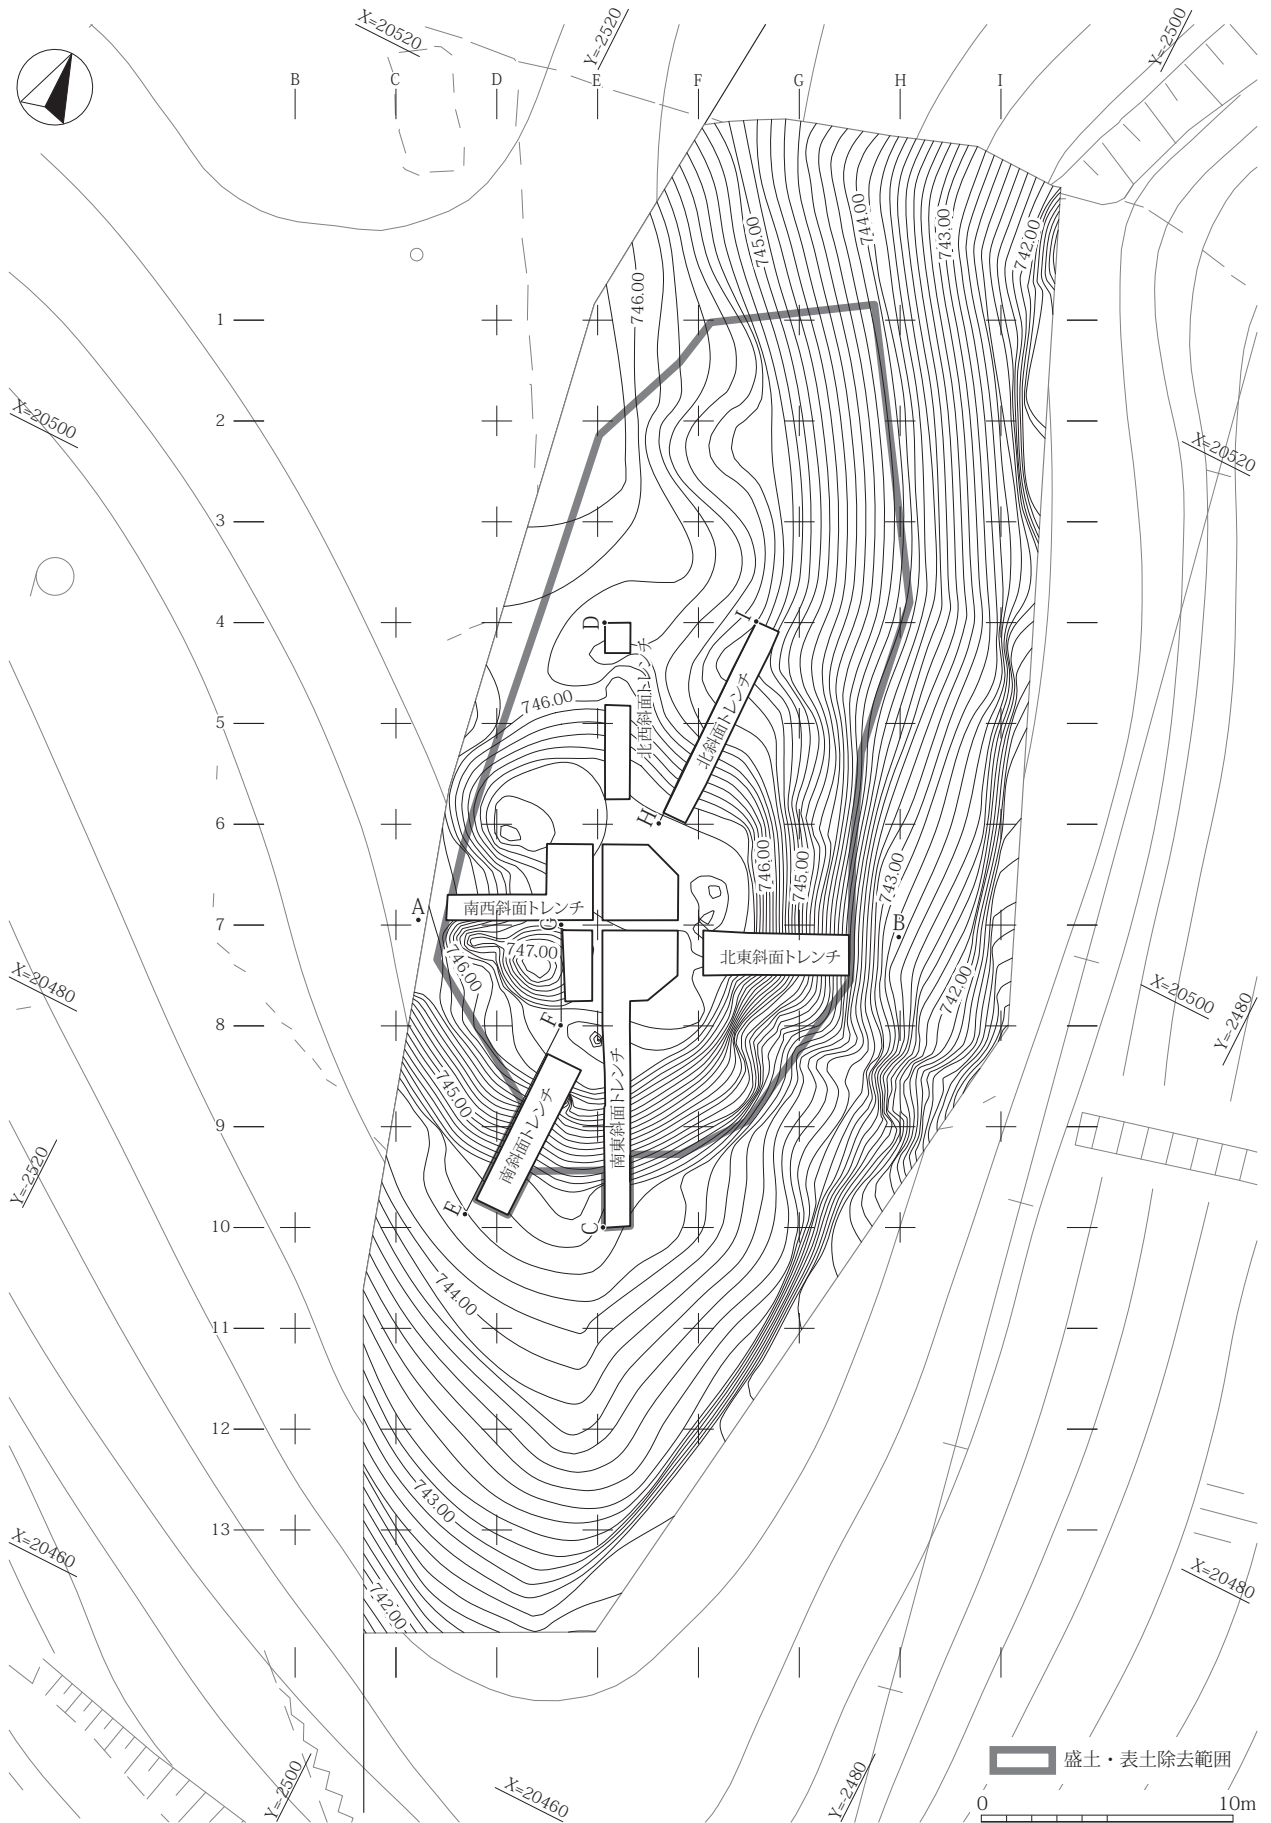 X=20520
Y=-2520
Y=-2500
B
C
D
E
F
G
H
I
745.00
744.00
743.00
742.00
746.00
1
2
3
4
5
6
7
8
9
10
11
12
13
X=20500
X=20520
D
I
北西斜面トレンチ
746.00
北斜面トレンチ
H
746.00
745.00
743.00
A
南西斜面トレンチ
G
B
747.00
746.00
北東斜面トレンチ
742.00
X=20480
X=20500
Y=-2480
F
745.00
南斜面トレンチ
南東斜面トレンチ
E
C
Y=-2520
744.00
743.00
X=20460
X=20480
742.00
Y=-2500
X=20460
Y=-2480
盛土・表土除去範囲
0
10m